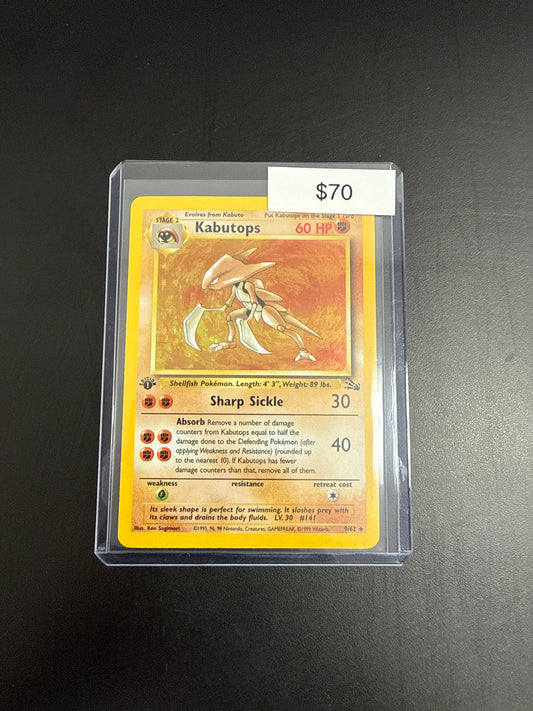 $70
Evolves from Kabuto
Put Kabutops on the Stage 1 card
STAGE 2
Kabutops
60 HP
EDITION
1
Shellfish Pokémon. Length: 4' 3", Weight: 89 lbs.
Sharp Sickle 30
Absorb Remove a number of damage
counters from Kabutops equal to half the
damage done to the Defending Pokémon (after
applying Weakness and Resistance) (rounded up
to the nearest 10). If Kabutops has fewer
damage counters than that, remove all of them.
40
weakness resistance retreat cost
Its sleek shape is perfect for swimming. It slashes prey with
its claws and drains the body fluids. LV. 30 #141
Illus. Ken Sugimori ©1995, 96, 98 Nintendo, Creatures, GAMEFREAK. ©1999 Wizards. 9/62